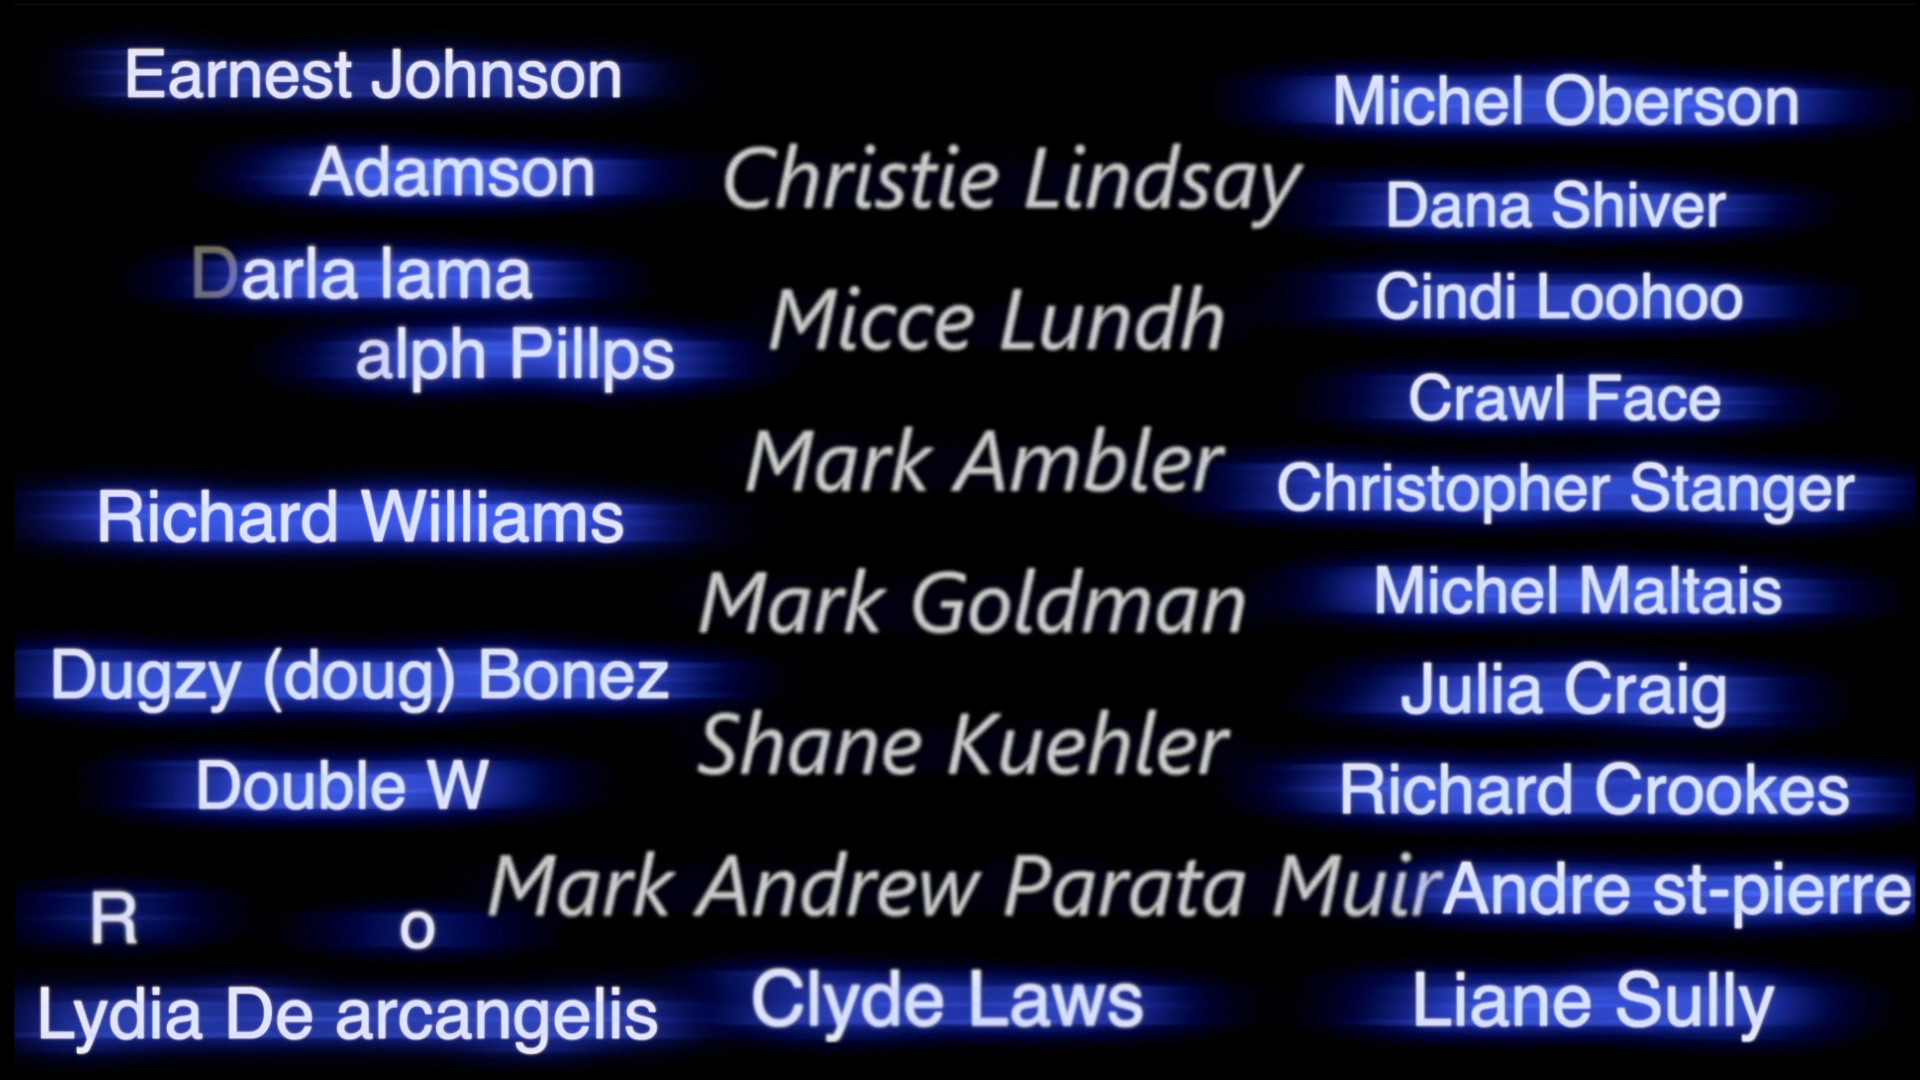 Earnest Johnson
Adamson
Darla lama
alph Pillps
Richard Williams
Dugzy (doug) Bonez
Double W
R o
Lydia De arcangelis
Christie Lindsay
Micce Lundh
Mark Ambler
Mark Goldman
Shane Kuehler
Mark Andrew Parata Muir
Clyde Laws
Michel Oberson
Dana Shiver
Cindi Loohoo
Crawl Face
Christopher Stanger
Michel Maltais
Julia Craig
Richard Crookes
Andre st-pierre
Liane Sully